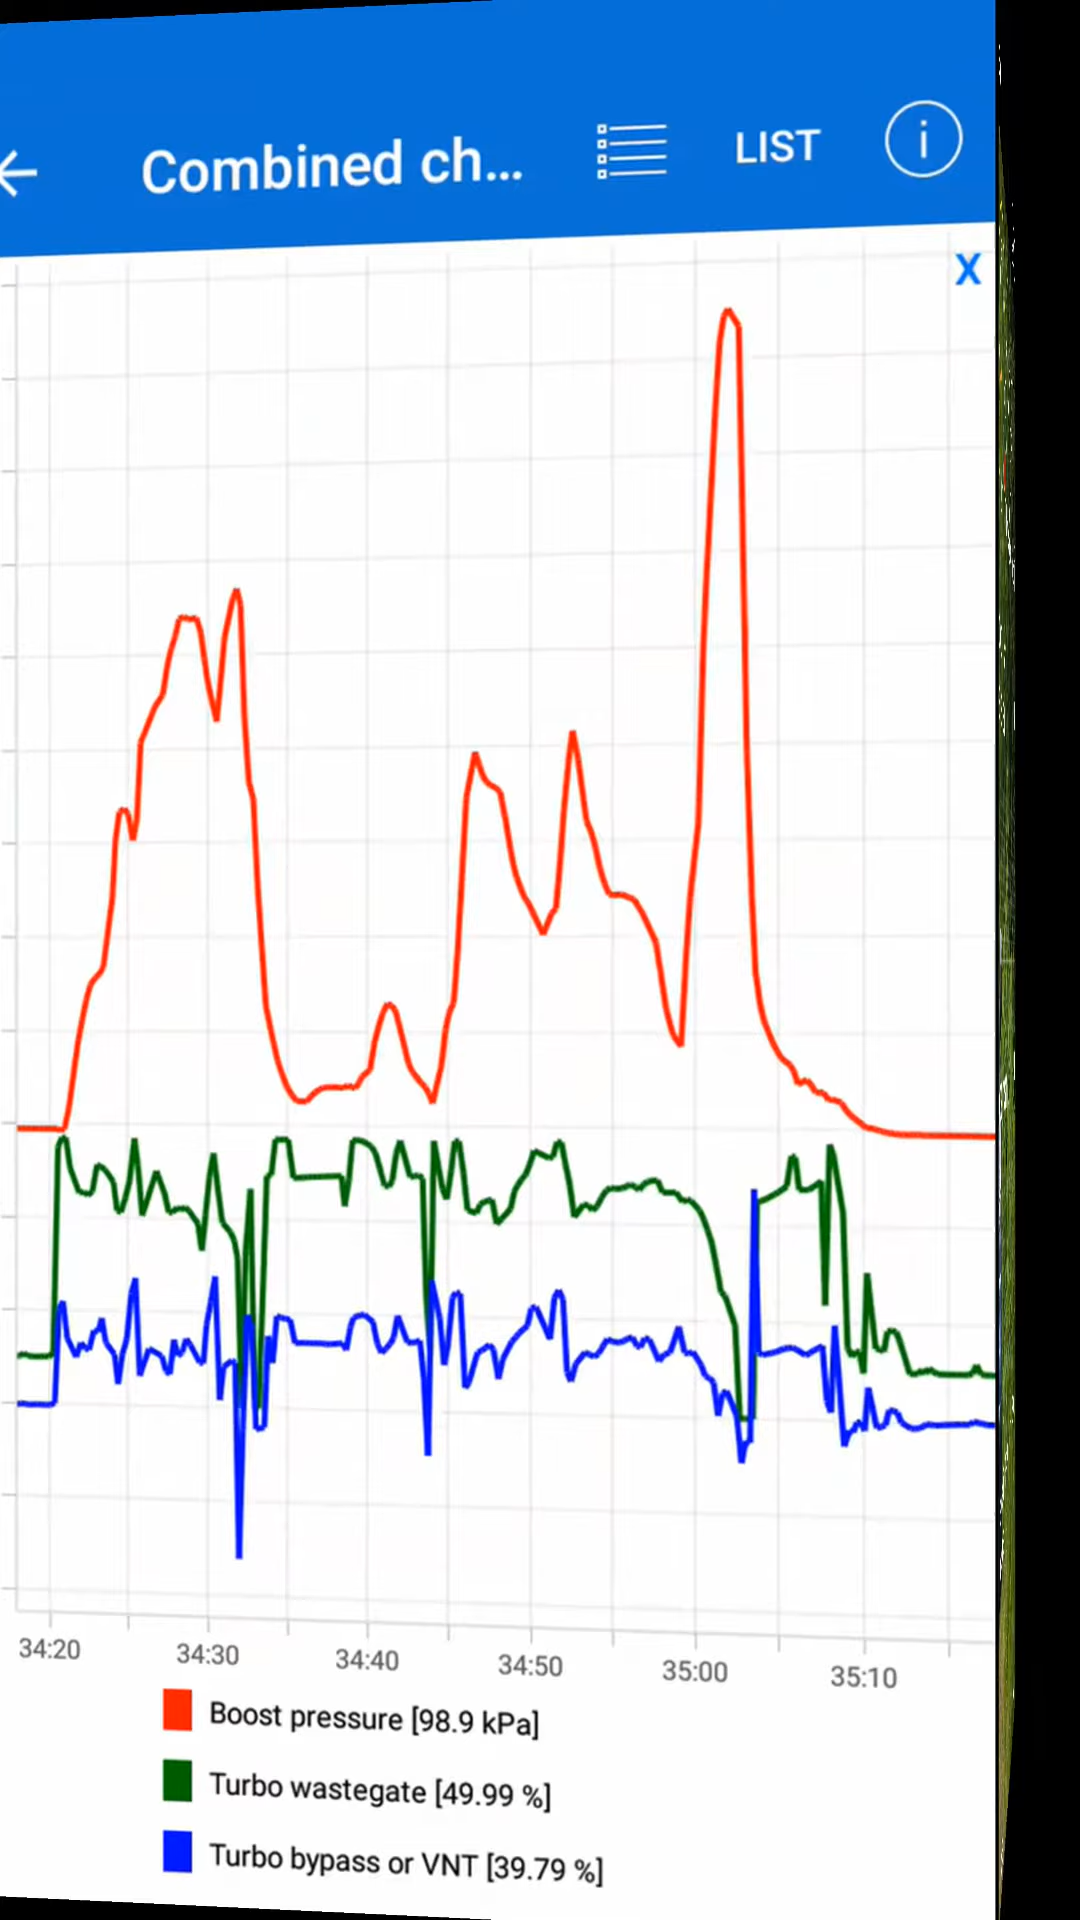 Combined ch...
LIST
i
X
34:20 34:30 34:40 34:50 35:00 35:10
Boost pressure [98.9 kPa]
Turbo wastegate [49.99 %]
Turbo bypass or VNT [39.79 %]